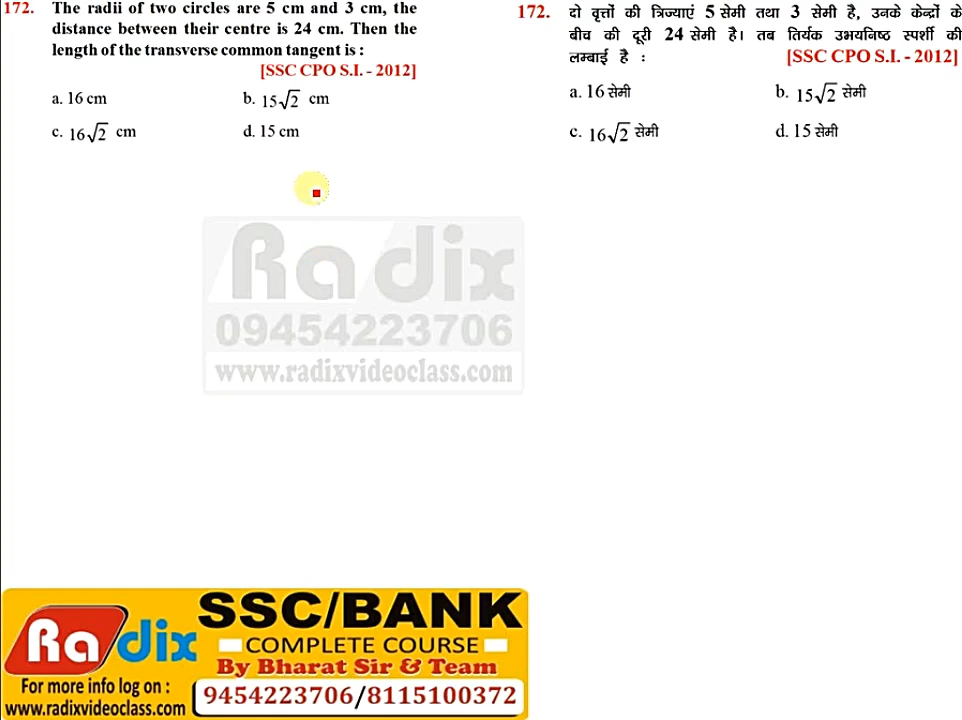 172. The radii of two circles are 5 cm and 3 cm, the
distance between their centre is 24 cm. Then the
length of the transverse common tangent is :
[SSC CPO S.I. - 2012]
a. 16 cm b. 15√2 cm
c. 16√2 cm d. 15 cm
172. दो वृत्तों की त्रिज्याएं 5 सेमी तथा 3 सेमी है, उनके केन्द्रों के
बीच की दूरी 24 सेमी है। तब तिर्यक उभयनिष्ठ स्पर्शी की
लम्बाई है : [SSC CPO S.I. - 2012]
a. 16 सेमी b. 15√2 सेमी
c. 16√2 सेमी d. 15 सेमी
Radix
09454223706
www.radixvideoclass.com
Radix
SSC/BANK
COMPLETE COURSE
By Bharat Sir & Team
For more info log on :
www.radixvideoclass.com
9454223706/8115100372